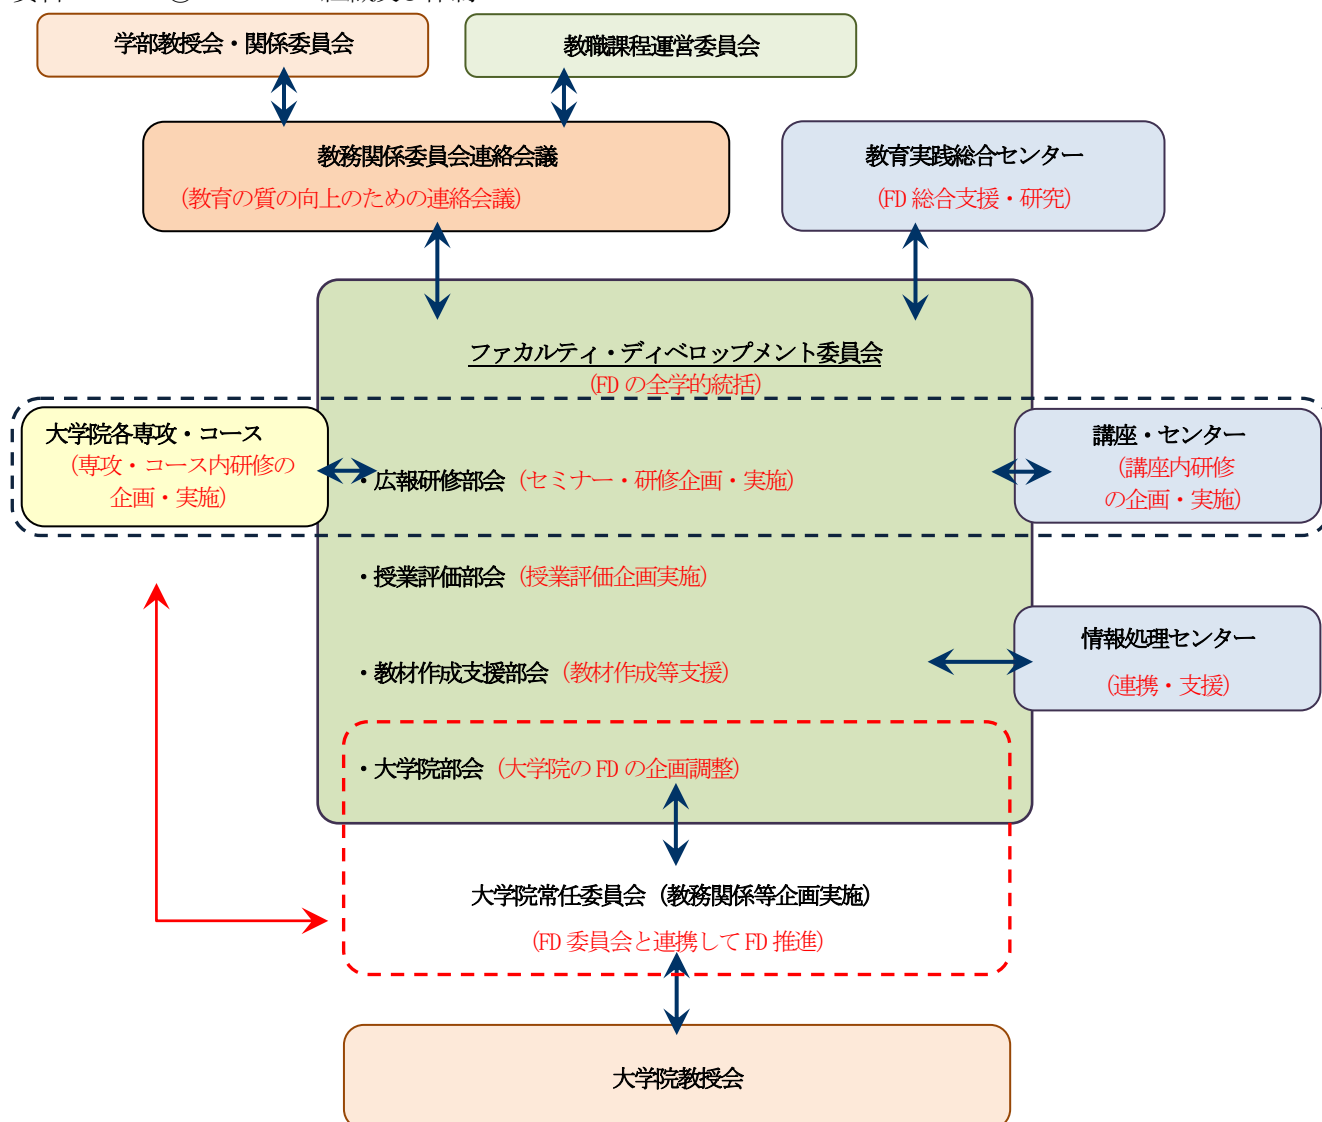 学部教授会・関係委員会
教職課程運営委員会
教務関係委員会連絡会議
（教育の質の向上のための連絡会議）
教育実践総合センター
（FD 総合支援・研究）
ファカルティ・ディベロップメント委員会
（FD の全学的統括）
大学院各専攻・コース
（専攻・コース内研修の
企画・実施）
・広報研修部会（セミナー・研修企画・実施）
講座・センター
（講座内研修
の企画・実施）
・授業評価部会（授業評価企画実施）
・教材作成支援部会（教材作成等支援）
情報処理センター
（連携・支援）
・大学院部会（大学院の FD の企画調整）
大学院常任委員会（教務関係等企画実施）
（FD 委員会と連携して FD 推進）
大学院教授会